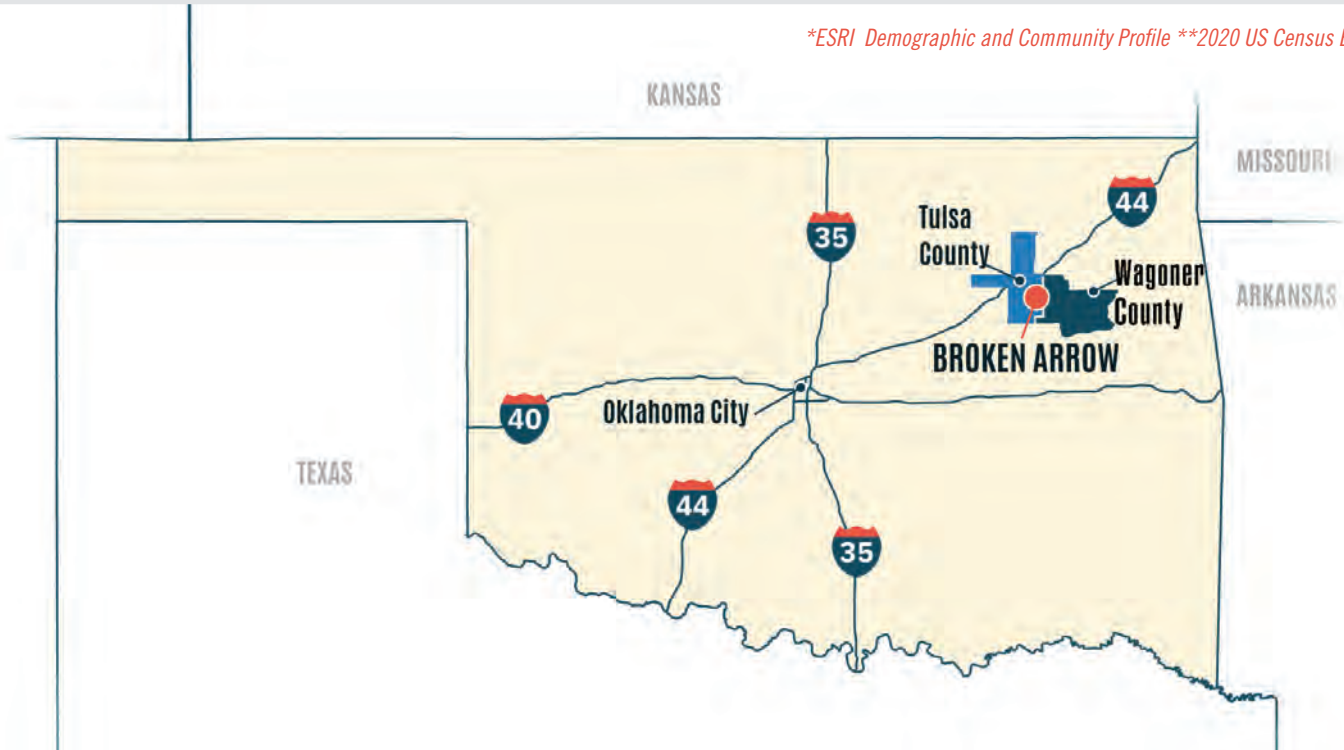 *ESRI Demographic and Community Profile **2020 US Census
KANSAS
MISSOURI
44
Tulsa
County
35
Wagoner
County
ARKANSAS
BROKEN ARROW
40
Oklahoma City
TEXAS
44
35